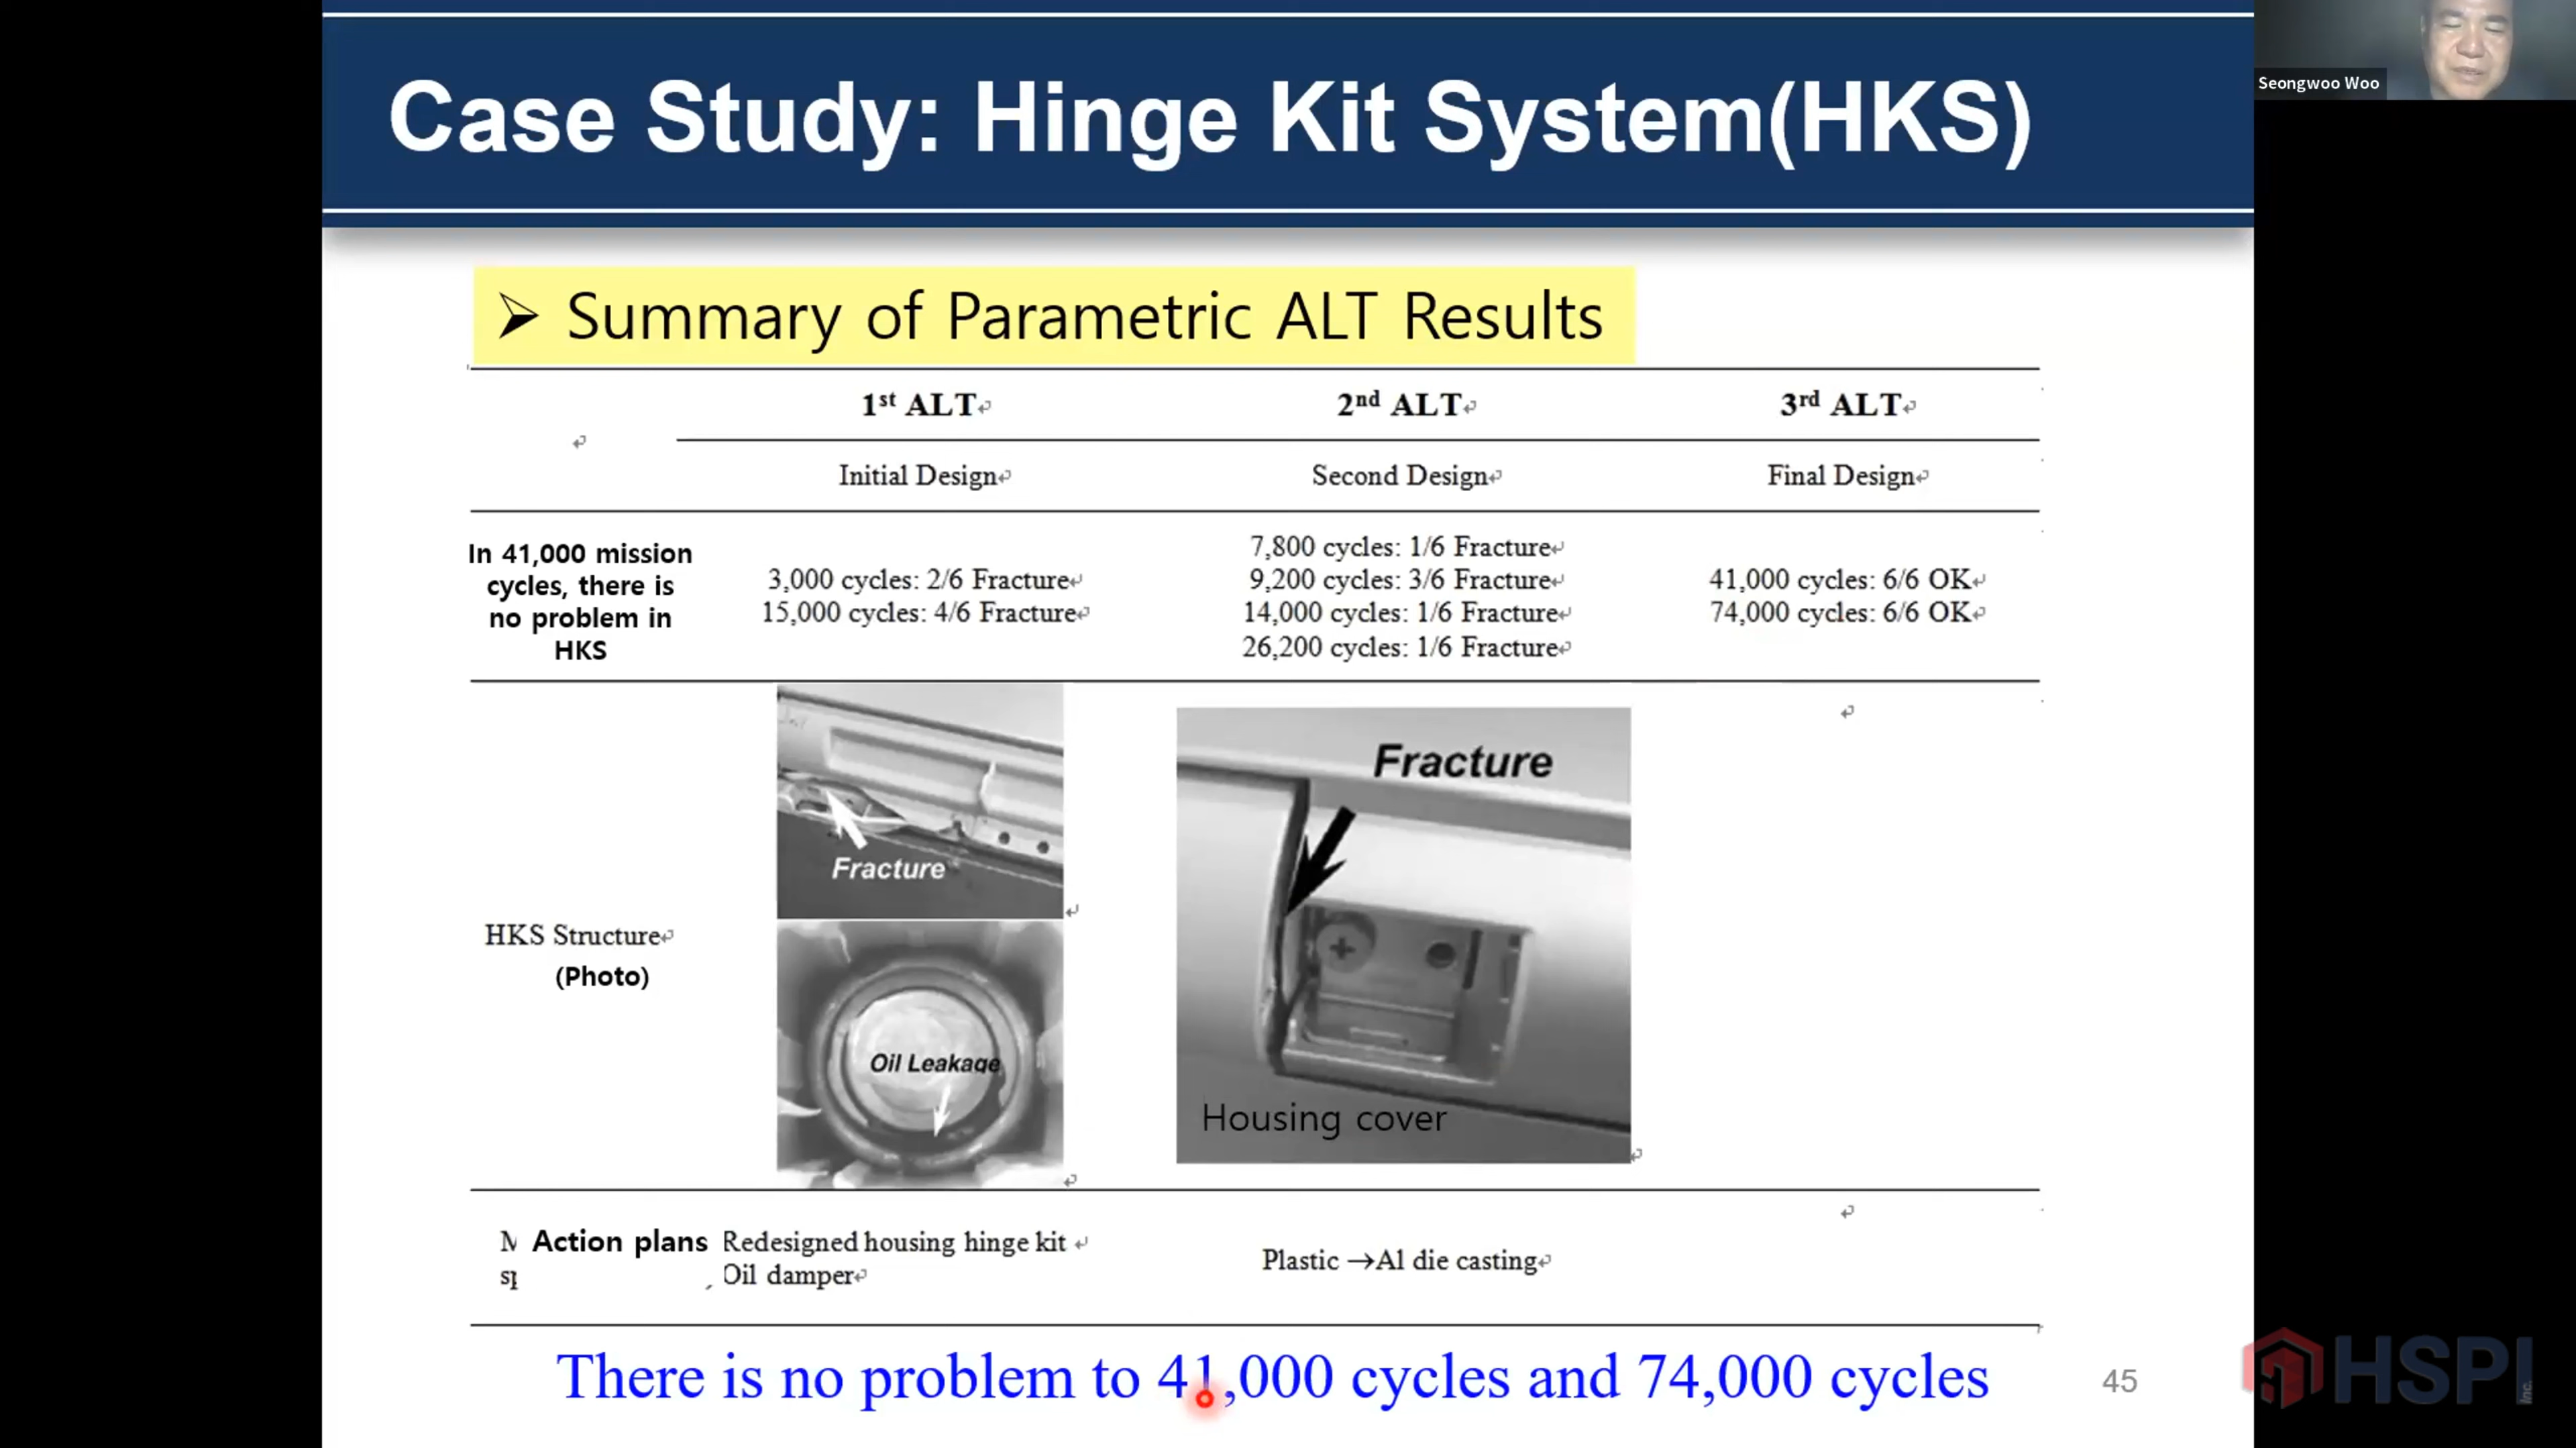 Case Study: Hinge Kit System(HKS)
Seongwoo Woo
➢ Summary of Parametric ALT Results
1st ALT
2nd ALT
3rd ALT
Initial Design
Second Design
Final Design
In 41,000 mission
cycles, there is
no problem in
HKS
3,000 cycles: 2/6 Fracture
15,000 cycles: 4/6 Fracture
7,800 cycles: 1/6 Fracture
9,200 cycles: 3/6 Fracture
14,000 cycles: 1/6 Fracture
26,200 cycles: 1/6 Fracture
41,000 cycles: 6/6 OK
74,000 cycles: 6/6 OK
HKS Structure
(Photo)
Fracture
Oil Leakage
Fracture
Housing cover
Action plans
Redesigned housing hinge kit
Oil damper
Plastic →Al die casting
There is no problem to 41,000 cycles and 74,000 cycles
45
HSPI Inc.